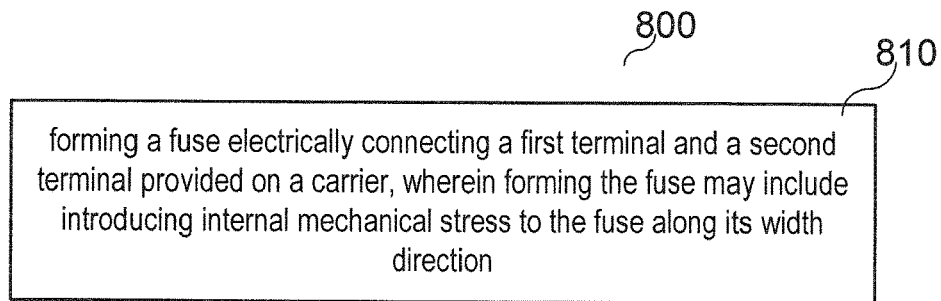 800
810
forming a fuse electrically connecting a first terminal and a second
terminal provided on a carrier, wherein forming the fuse may include
introducing internal mechanical stress to the fuse along its width
direction